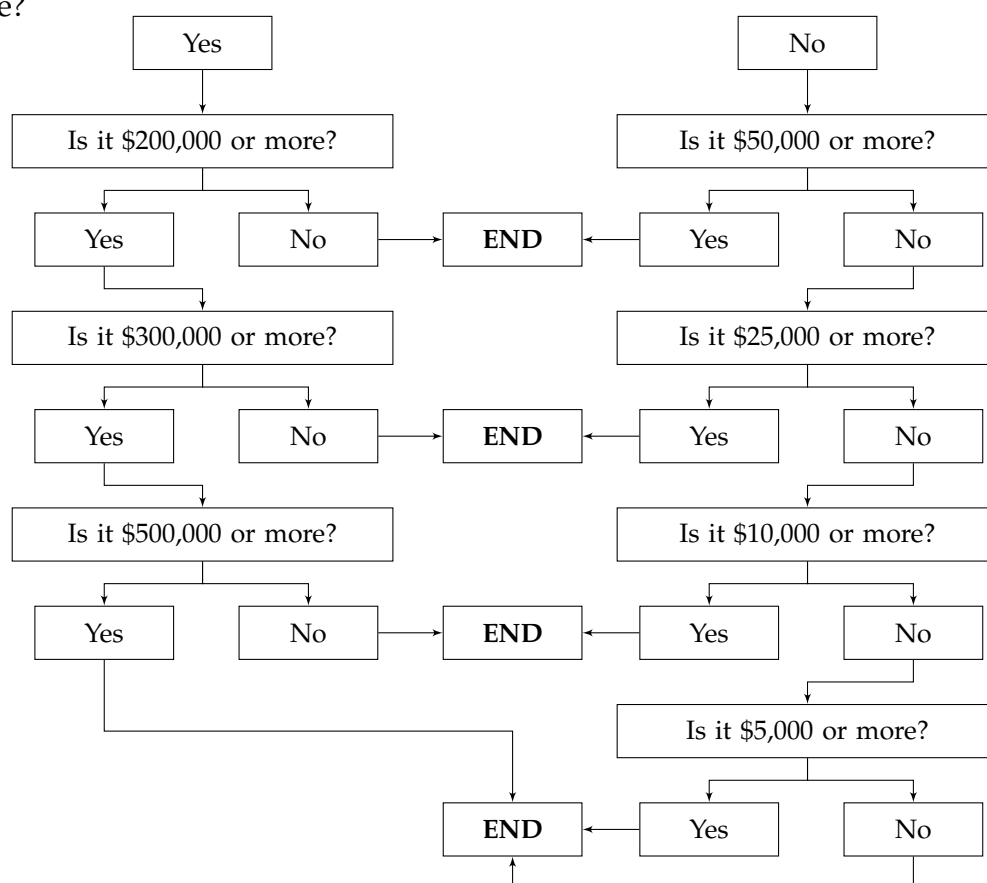 e?
Yes No
Is it $200,000 or more? Is it $50,000 or more?
Yes No END Yes No
Is it $300,000 or more? Is it $25,000 or more?
Yes No END Yes No
Is it $500,000 or more? Is it $10,000 or more?
Yes No END Yes No
Is it $5,000 or more?
END Yes No